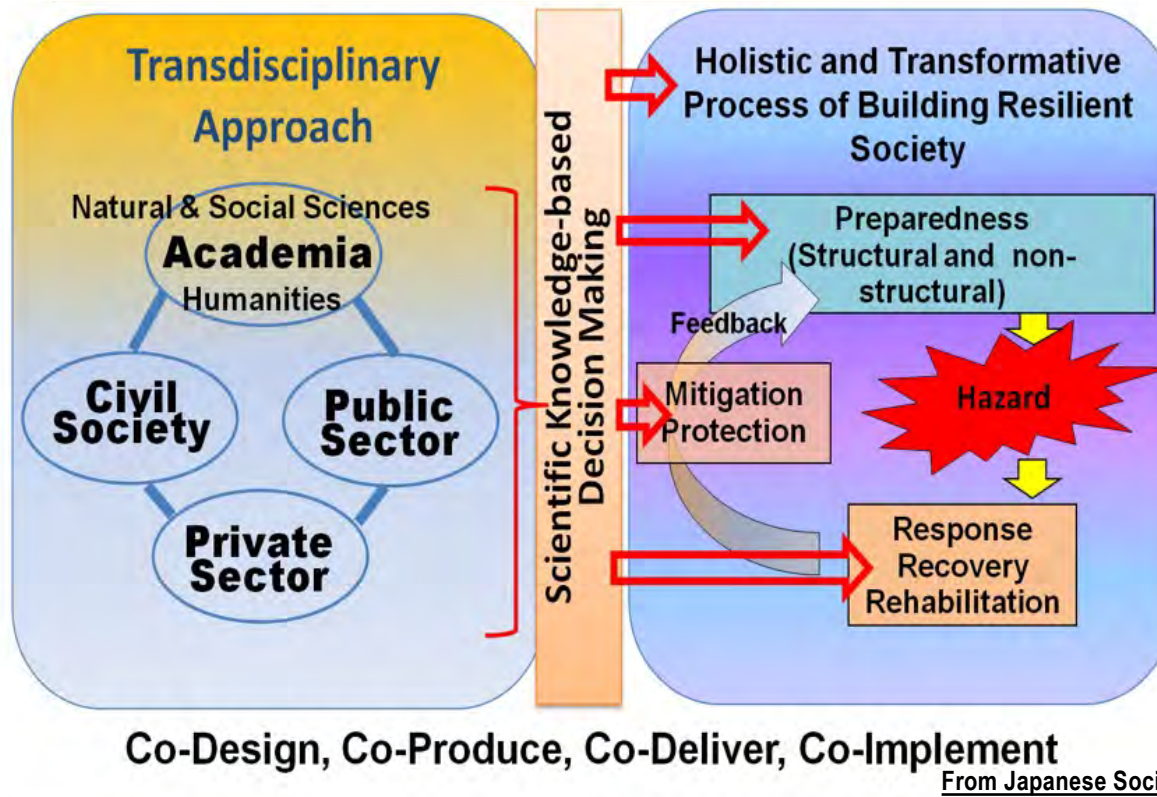 Transdisciplinary
Approach
Natural & Social Sciences
Academia
Humanities
Civil
Society
Public
Sector
Private
Sector
Scientific Knowledge-based
Decision Making
Holistic and Transformative
Process of Building Resilient
Society
Preparedness
(Structural and non-
structural)
Feedback
Mitigation
Protection
Hazard
Response
Recovery
Rehabilitation
Co-Design, Co-Produce, Co-Deliver, Co-Implement
From Japanese Soci